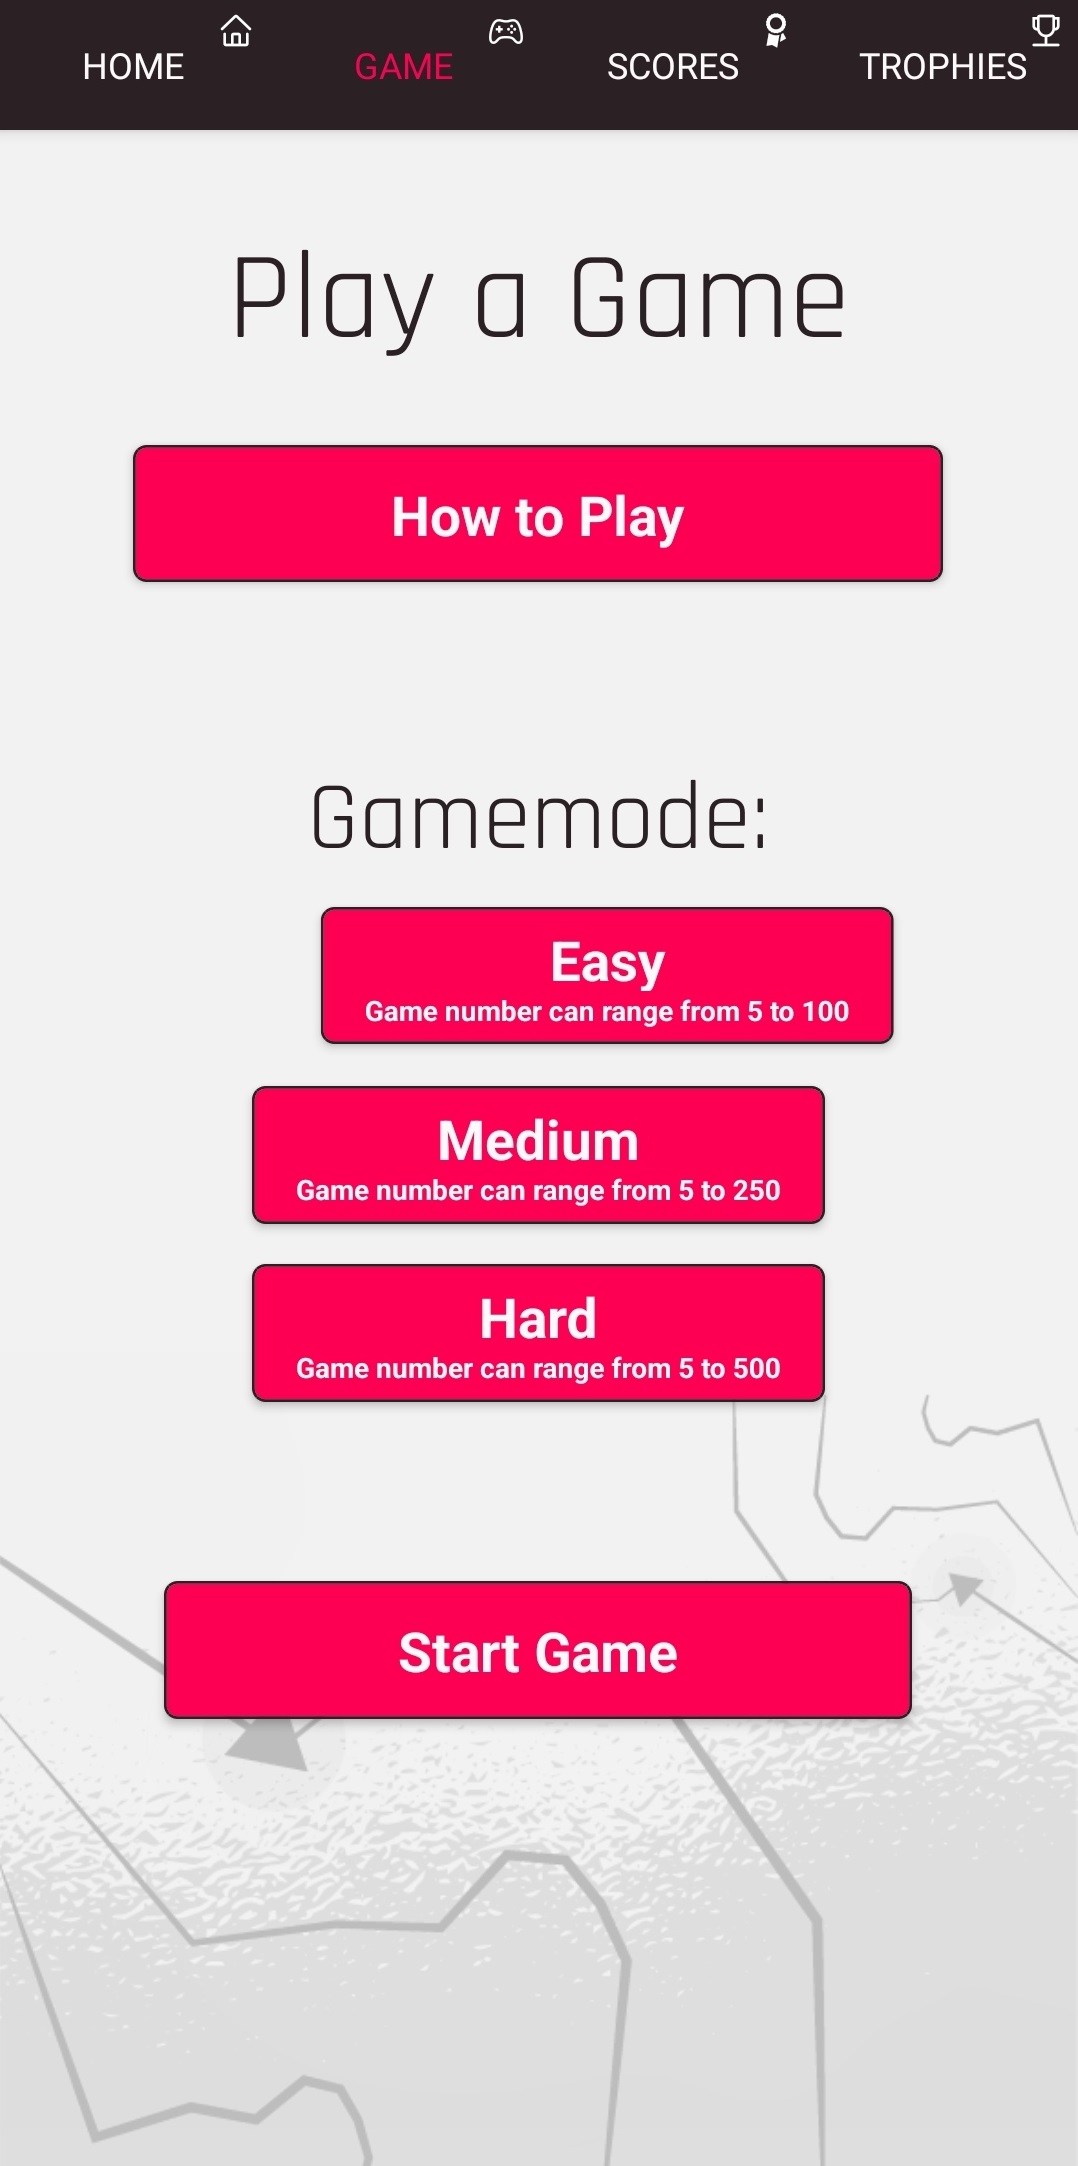 HOME GAME SCORES TROPHIES
Play a Game
How to Play
Gamemode:
Easy
Game number can range from 5 to 100
Medium
Game number can range from 5 to 250
Hard
Game number can range from 5 to 500
Start Game